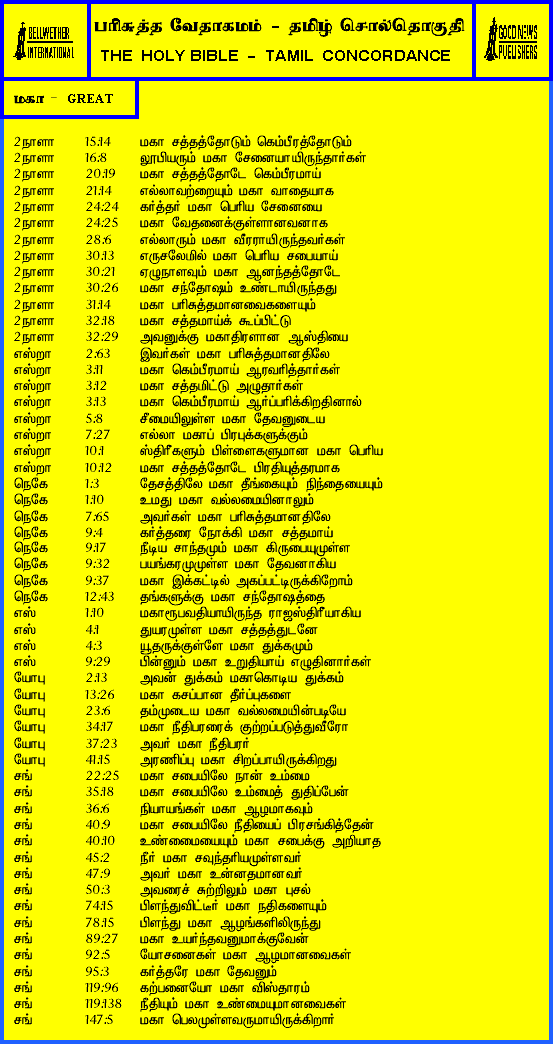 BELLWETHER
INTERNATIONAL
பரிசுத்த வேதாகமம் - தமிழ் சொல்தொகுதி
THE HOLY BIBLE - TAMIL CONCORDANCE
GOOD NEWS
PUBLISHERS
மகா - GREAT
2நாளா 15:14 மகா சத்தத்தோடும் கெம்பீரத்தோடும்
2நாளா 16:8 லூபியரும் மகா சேனையாயிருந்தார்கள்
2நாளா 20:19 மகா சத்தத்தோடே கெம்பீரமாய்
2நாளா 21:14 எல்லாவற்றையும் மகா வாதையாக
2நாளா 24:24 கர்த்தர் மகா பெரிய சேனையை
2நாளா 24:25 மகா வேதனைக்குள்ளானவனாக
2நாளா 28:6 எல்லாரும் மகா வீரராயிருந்தவர்கள்
2நாளா 30:13 எருசலேமில் மகா பெரிய சபையாய்
2நாளா 30:21 ஏழுநாளவும் மகா ஆனந்தத்தோடே
2நாளா 30:26 மகா சந்தோஷம் உண்டாயிருந்தது
2நாளா 31:14 மகா பரிசுத்தமானவைகளையும்
2நாளா 32:18 மகா சத்தமாய்க் கூப்பிட்டு
2நாளா 32:29 அவனுக்கு மகாதிரளான ஆஸ்தியை
எஸ்றா 2:63 இவர்கள் மகா பரிசுத்தமானதிலே
எஸ்றா 3:11 மகா கெம்பீரமாய் ஆரவரித்தார்கள்
எஸ்றா 3:12 மகா சத்தமிட்டு அழுதார்கள்
எஸ்றா 3:13 மகா கெம்பீரமாய் ஆர்ப்பரிக்கிறதினால்
எஸ்றா 5:8 சீமையிலுள்ள மகா தேவனுடைய
எஸ்றா 7:27 எல்லா மகாப் பிரபுக்களுக்கும்
எஸ்றா 10:1 ஸ்திரீகளும் பிள்ளைகளுமான மகா பெரிய
எஸ்றா 10:12 மகா சத்தத்தோடே பிரதியுத்தரமாக
நெகே 1:3 தேசத்திலே மகா தீங்கையும் நிந்தையையும்
நெகே 1:10 உமது மகா வல்லமையினாலும்
நெகே 7:65 அவர்கள் மகா பரிசுத்தமானதிலே
நெகே 9:4 கர்த்தரை நோக்கி மகா சத்தமாய்
நெகே 9:17 நீடிய சாந்தமும் மகா கிருபையுமுள்ள
நெகே 9:32 பயங்கரமுமுள்ள மகா தேவனாகிய
நெகே 9:37 மகா இக்கட்டில் அகப்பட்டிருக்கிறோம்
நெகே 12:43 தங்களுக்கு மகா சந்தோஷத்தை
எஸ் 1:10 மகாரூபவதியாயிருந்த ராஜஸ்திரீயாகிய
எஸ் 4:1 துயரமுள்ள மகா சத்தத்துடனே
எஸ் 4:3 யூதருக்குள்ளே மகா துக்கமும்
எஸ் 9:29 பின்னும் மகா உறுதியாய் எழுதினார்கள்
யோபு 2:13 அவன் துக்கம் மகாகொடிய துக்கம்
யோபு 13:26 மகா கசப்பான தீர்ப்புகளை
யோபு 23:6 தம்முடைய மகா வல்லமையின்படியே
யோபு 34:17 மகா நீதிபரரைக் குற்றப்படுத்துவீரோ
யோபு 37:23 அவர் மகா நீதிபரர்
யோபு 41:15 அரணிப்பு மகா சிறப்பாயிருக்கிறது
சங் 22:25 மகா சபையிலே நான் உம்மை
சங் 35:18 மகா சபையிலே உம்மைத் துதிப்பேன்
சங் 36:6 நியாயங்கள் மகா ஆழமாகவும்
சங் 40:9 மகா சபையிலே நீதியைப் பிரசங்கித்தேன்
சங் 40:10 உண்மையையும் மகா சபைக்கு அறியாத
சங் 45:2 நீர் மகா சவுந்தரியமுள்ளவர்
சங் 47:9 அவர் மகா உன்னதமானவர்
சங் 50:3 அவரைச் சுற்றிலும் மகா புசல்
சங் 74:15 பிளந்துவிட்டீர் மகா நதிகளையும்
சங் 78:15 பிளந்து மகா ஆழங்களிலிருந்து
சங் 89:27 மகா உயர்ந்தவனுமாக்குவேன்
சங் 92:5 யோசனைகள் மகா ஆழமானவைகள்
சங் 95:3 கர்த்தரே மகா தேவனும்
சங் 119:96 கற்பனையோ மகா விஸ்தாரம்
சங் 119:138 நீதியும் மகா உண்மையுமானவைகள்
சங் 147:5 மகா பெலமுள்ளவருமாயிருக்கிறார்